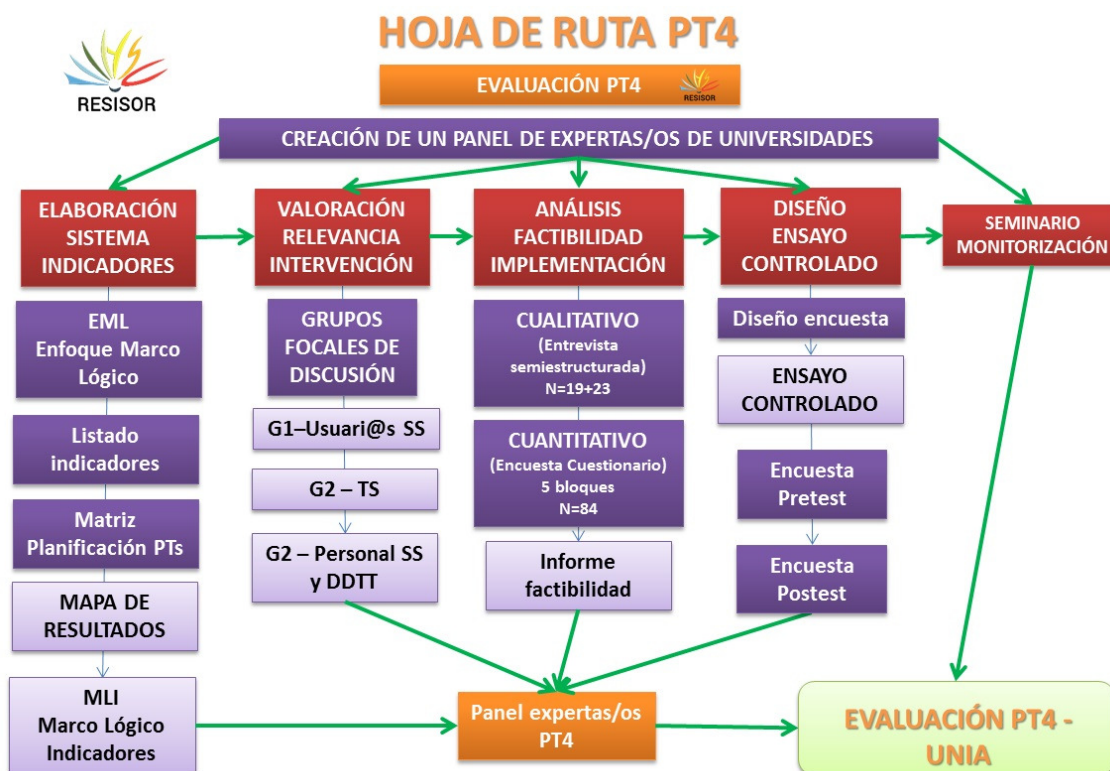 HOJA DE RUTA PT4
RESISOR
EVALUACIÓN PT4
RESISOR
CREACIÓN DE UN PANEL DE EXPERTAS/OS DE UNIVERSIDADES
ELABORACIÓN
SISTEMA
INDICADORES
VALORACIÓN
RELEVANCIA
INTERVENCIÓN
ANÁLISIS
FACTIBILIDAD
IMPLEMENTACIÓN
DISEÑO
ENSAYO
CONTROLADO
SEMINARIO
MONITORIZACIÓN
EML
Enfoque Marco
Lógico
Listado
indicadores
Matriz
Planificación PTs
MAPA DE
RESULTADOS
MLI
Marco Lógico
Indicadores
GRUPOS
FOCALES DE
DISCUSIÓN
G1–Usuari@s SS
G2 – TS
G2 – Personal SS
y DDTT
CUALITATIVO
(Entrevista
semiestructurada)
N=19+23
CUANTITATIVO
(Encuesta Cuestionario)
5 bloques
N=84
Informe
factibilidad
Diseño encuesta
ENSAYO
CONTROLADO
Encuesta
Pretest
Encuesta
Postest
Panel expertas/os
PT4
EVALUACIÓN PT4 -
UNIA